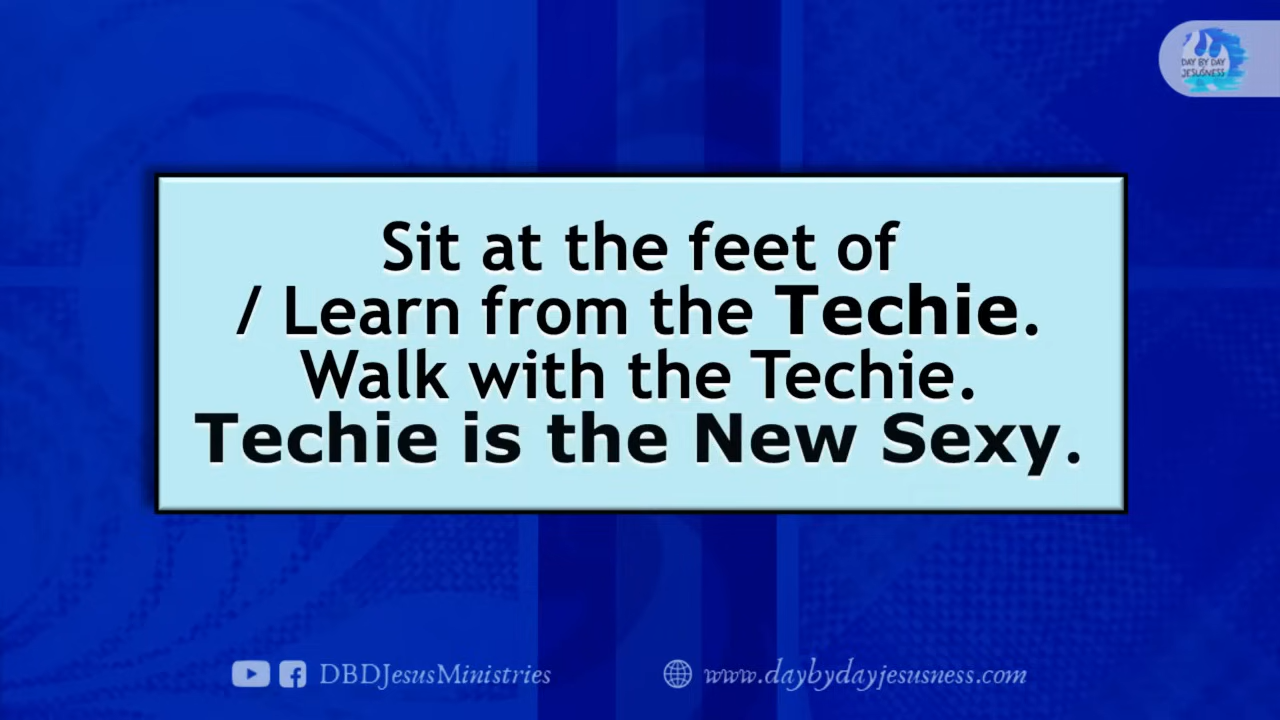 DAY BY DAY
JESUSNESS
Sit at the feet of
/ Learn from the Techie.
Walk with the Techie.
Techie is the New Sexy.
DBDJesusMinistries
www.daybydayjesusness.com